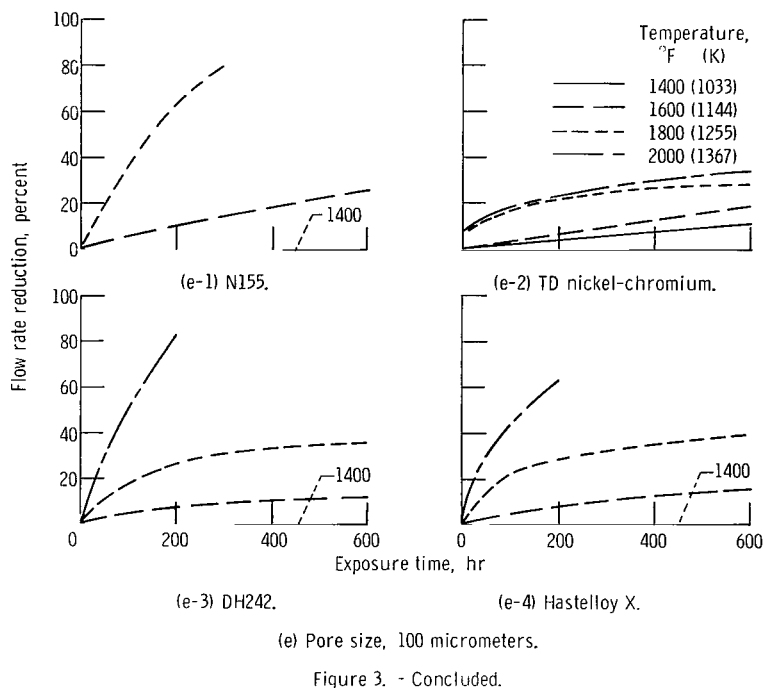 Flow rate reduction, percent
100
80
60
40
20
0
1400
(e-1) N155.
Temperature,
°F (K)
1400 (1033)
1600 (1144)
1800 (1255)
2000 (1367)
(e-2) TD nickel-chromium.
100
80
60
40
20
1400
0 200 400 600
1400
0 200 400 600
Exposure time, hr
(e-3) DH242.
(e-4) Hastelloy X.
(e) Pore size, 100 micrometers.
Figure 3. - Concluded.